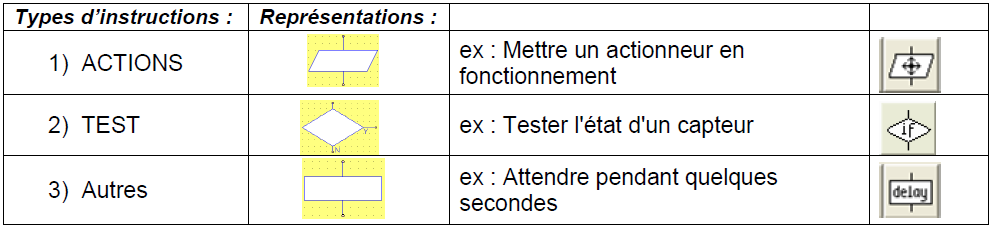 Types d'instructions :
Représentations :
1) ACTIONS
ex : Mettre un actionneur en
fonctionnement
2) TEST
Y
N
ex : Tester l'état d'un capteur
if
3) Autres
ex : Attendre pendant quelques
secondes
delay